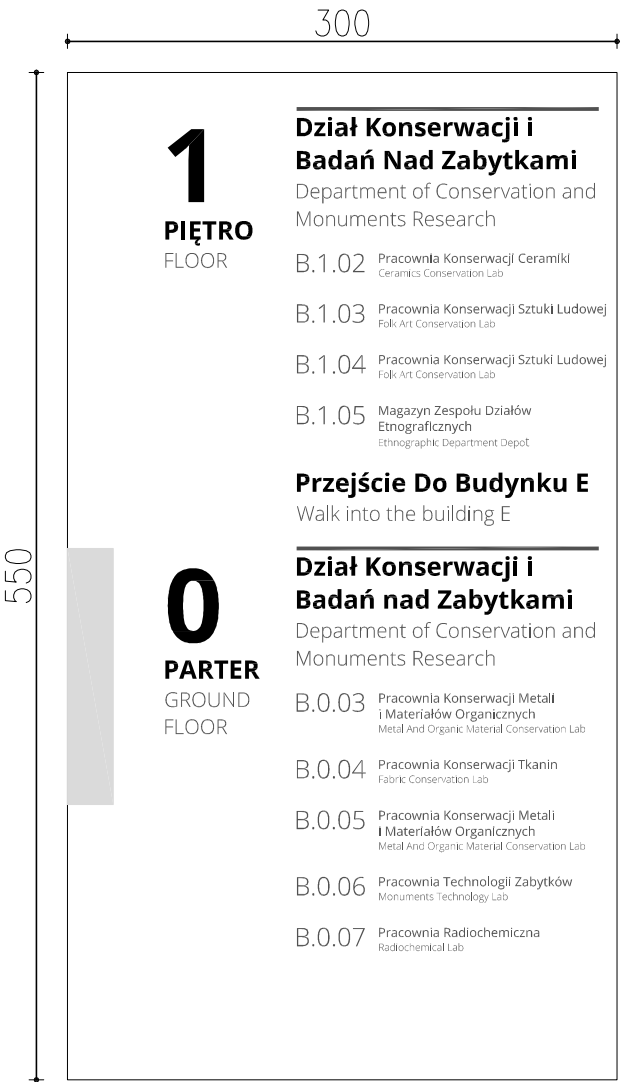 300
550
1
PIĘTRO
FLOOR
Dział Konserwacji i
Badań Nad Zabytkami
Department of Conservation and
Monuments Research
B.1.02 Pracownia Konserwacji Ceramiki
Ceramics Conservation Lab
B.1.03 Pracownia Konserwacji Sztuki Ludowej
Folk Art Conservation Lab
B.1.04 Pracownia Konserwacji Sztuki Ludowej
Folk Art Conservation Lab
B.1.05 Magazyn Zespołu Działów
Etnograficznych
Ethnographic Department Depot
Przejście Do Budynku E
Walk into the building E
0
PARTER
GROUND
FLOOR
Dział Konserwacji i
Badań nad Zabytkami
Department of Conservation and
Monuments Research
B.0.03 Pracownia Konserwacji Metali
i Materiałów Organicznych
Metal And Organic Material Conservation Lab
B.0.04 Pracownia Konserwacji Tkanin
Fabric Conservation Lab
B.0.05 Pracownia Konserwacji Metali
i Materiałów Organicznych
Metal And Organic Material Conservation Lab
B.0.06 Pracownia Technologii Zabytków
Monuments Technology Lab
B.0.07 Pracownia Radiochemiczna
Radiochemical Lab